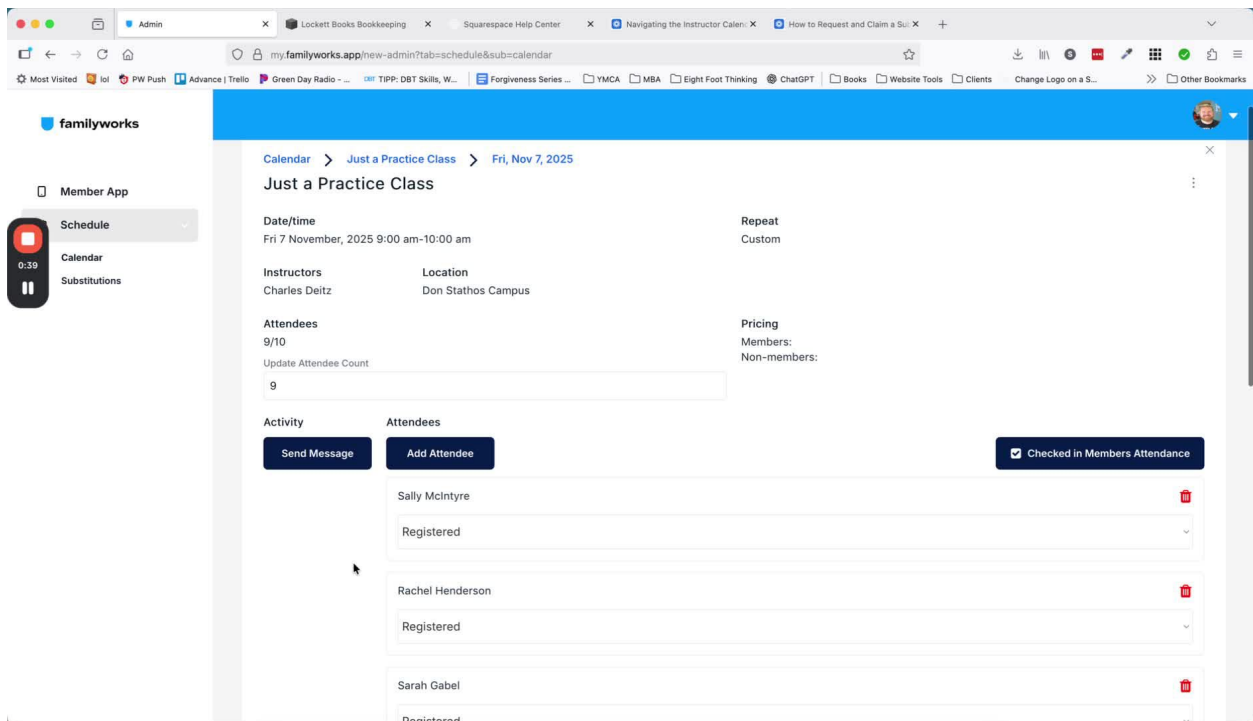 Admin
Lockett Books Bookkeeping
Squarespace Help Center
Navigating the Instructor Calen
How to Request and Claim a Su
my.familyworks.app/new-admin?tab=schedule&sub=calendar
Most Visited lol PW Push Advance | Trello Green Day Radio - ... TIPP: DBT Skills, W... Forgiveness Series ... YMCA MBA Eight Foot Thinking ChatGPT Books Website Tools Clients Change Logo on a S... Other Bookmarks
familyworks
Member App
Schedule
Calendar
Substitutions
0:39
Calendar > Just a Practice Class > Fri, Nov 7, 2025
Just a Practice Class
Date/time
Fri 7 November, 2025 9:00 am-10:00 am
Repeat
Custom
Instructors
Charles Deitz
Location
Don Stathos Campus
Attendees
9/10
Update Attendee Count
9
Pricing
Members:
Non-members:
Activity
Send Message
Attendees
Add Attendee
Checked in Members Attendance
Sally McIntyre
Registered
Rachel Henderson
Registered
Sarah Gabel
Registered